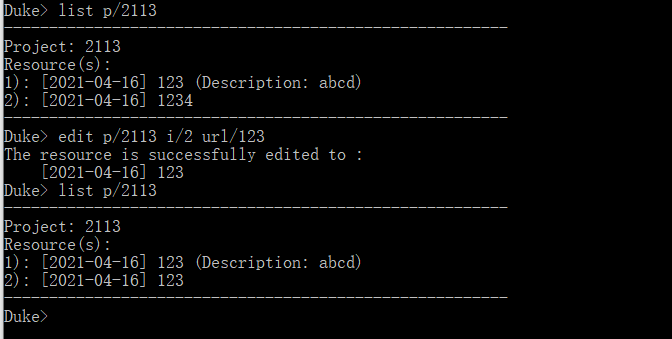 Duke> list p/2113
------------------------------------------------------------
Project: 2113
Resource(s):
1): [2021-04-16] 123 (Description: abcd)
2): [2021-04-16] 1234
------------------------------------------------------------
Duke> edit p/2113 i/2 url/123
The resource is successfully edited to :
    [2021-04-16] 123
Duke> list p/2113
------------------------------------------------------------
Project: 2113
Resource(s):
1): [2021-04-16] 123 (Description: abcd)
2): [2021-04-16] 123
------------------------------------------------------------
Duke>